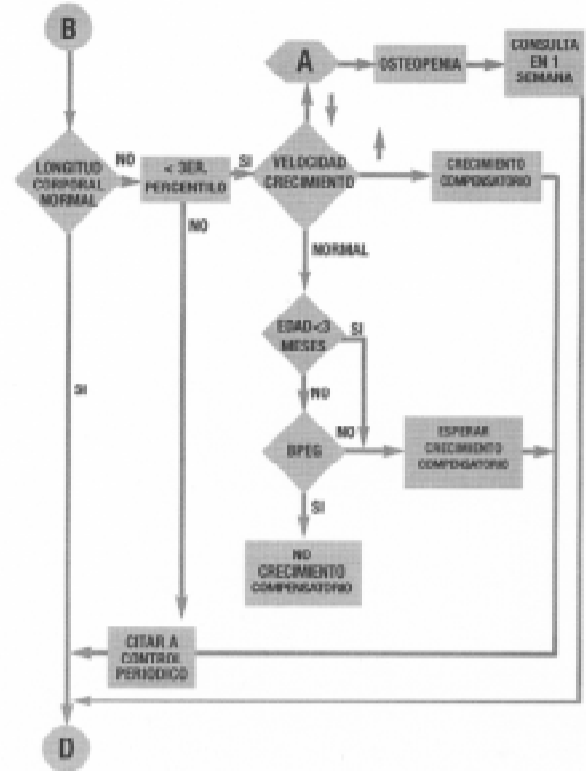 B
A
OSTEOPENIA
CONSULTA
EN 1
SEMANA
LONGITUD
CORPORAL
NORMAL
NO
< 3ER.
PERCENTILO
SI
VELOCIDAD
CRECIMIENTO
CRECIMIENTO
COMPENSATORIO
NO
NORMAL
EDAD<3
MESES
SI
SI
NO
BPEG
NO
ESPERAR
CRECIMIENTO
COMPENSATORIO
SI
NO
CRECIMIENTO
COMPENSATORIO
CITAR A
CONTROL
PERIODICO
D